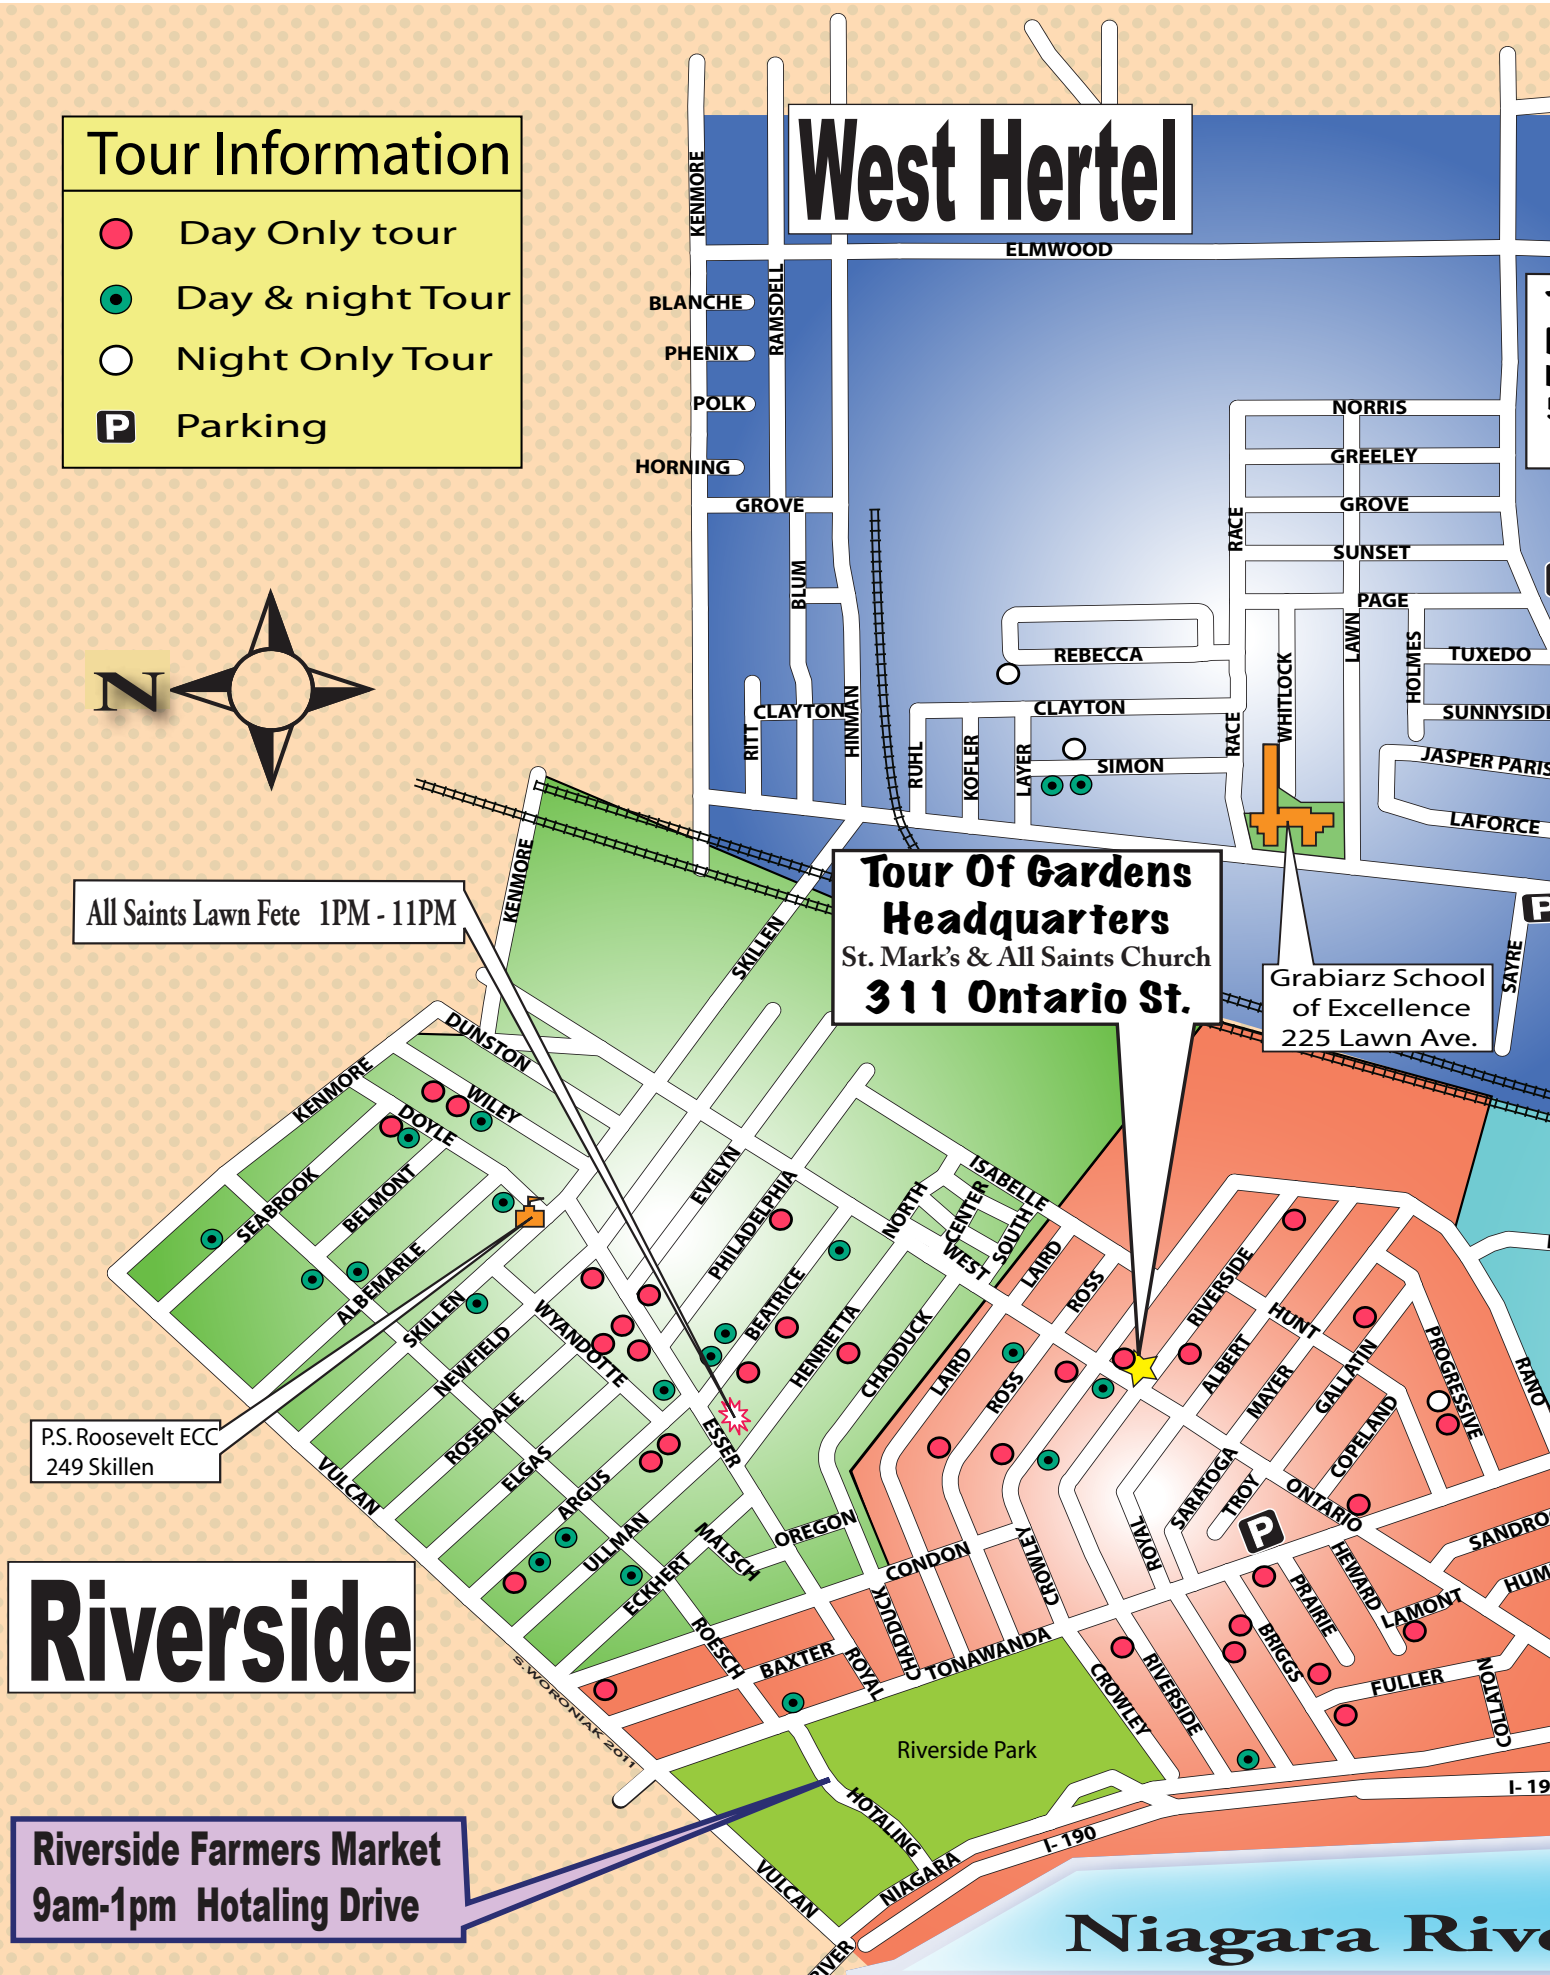 Tour Information
Day Only tour
Day & night Tour
Night Only Tour
P Parking
West Hertel
KENMORE
RAMSDELL
ELMWOOD
BLANCHE
PHENIX
POLK
HORNING
GROVE
BLUM
NORRIS
GREELEY
GROVE
RACE
SUNSET
PAGE
LAWN
HOLMES
TUXEDO
WHITLOCK
REBECCA
CLAYTON
RITT
HINMAN
CLAYTON
RACE
SUNNYSIDE
RUHL
KOFLER
LAYER
SIMON
JASPER PARIS
LAFORCE
N
KENMORE
All Saints Lawn Fete 1PM - 11PM
Tour Of Gardens
Headquarters
St. Mark's & All Saints Church
311 Ontario St.
P
SAYRE
Grabiarz School
of Excellence
225 Lawn Ave.
SKILLEN
DUNSTON
KENMORE
WILEY
DOYLE
SEABROOK
BELMONT
ALBEMARLE
SKILLEN
EVELYN
PHILADELPHIA
NORTH
CENTER
SOUTH
ISABELLE
WEST
LAIRD
ROSS
RIVERSIDE
HUNT
WYANDOTTE
NEWFIELD
BEATRICE
HENRIETTA
CHADDUCK
LAIRD
ROSS
ALBERT
MAYER
GALLATIN
PROGRESSIVE
RANO
P.S. Roosevelt ECC
249 Skillen
ROSEDALE
ELGAS
ARGUS
ESSER
VULCAN
ULLMAN
MALSCH
ECKHERT
OREGON
CONDON
CROWLEY
ROYAL
SARATOGA
TROY
COPELAND
ONTARIO
P
SANDRO
HEWARD
PRAIRIE
LAMONT
HUM
Riverside
ROESCH
BAXTER
ROYAL
CHADDUCK
TONAWANDA
CROWLEY
RIVERSIDE
BRIGGS
FULLER
COLLATON
S.WORONIAK 2011
Riverside Park
HOTALING
I- 19
I- 190
NIAGARA
VULCAN
Riverside Farmers Market
9am-1pm Hotaling Drive
RIVER
Niagara Rive